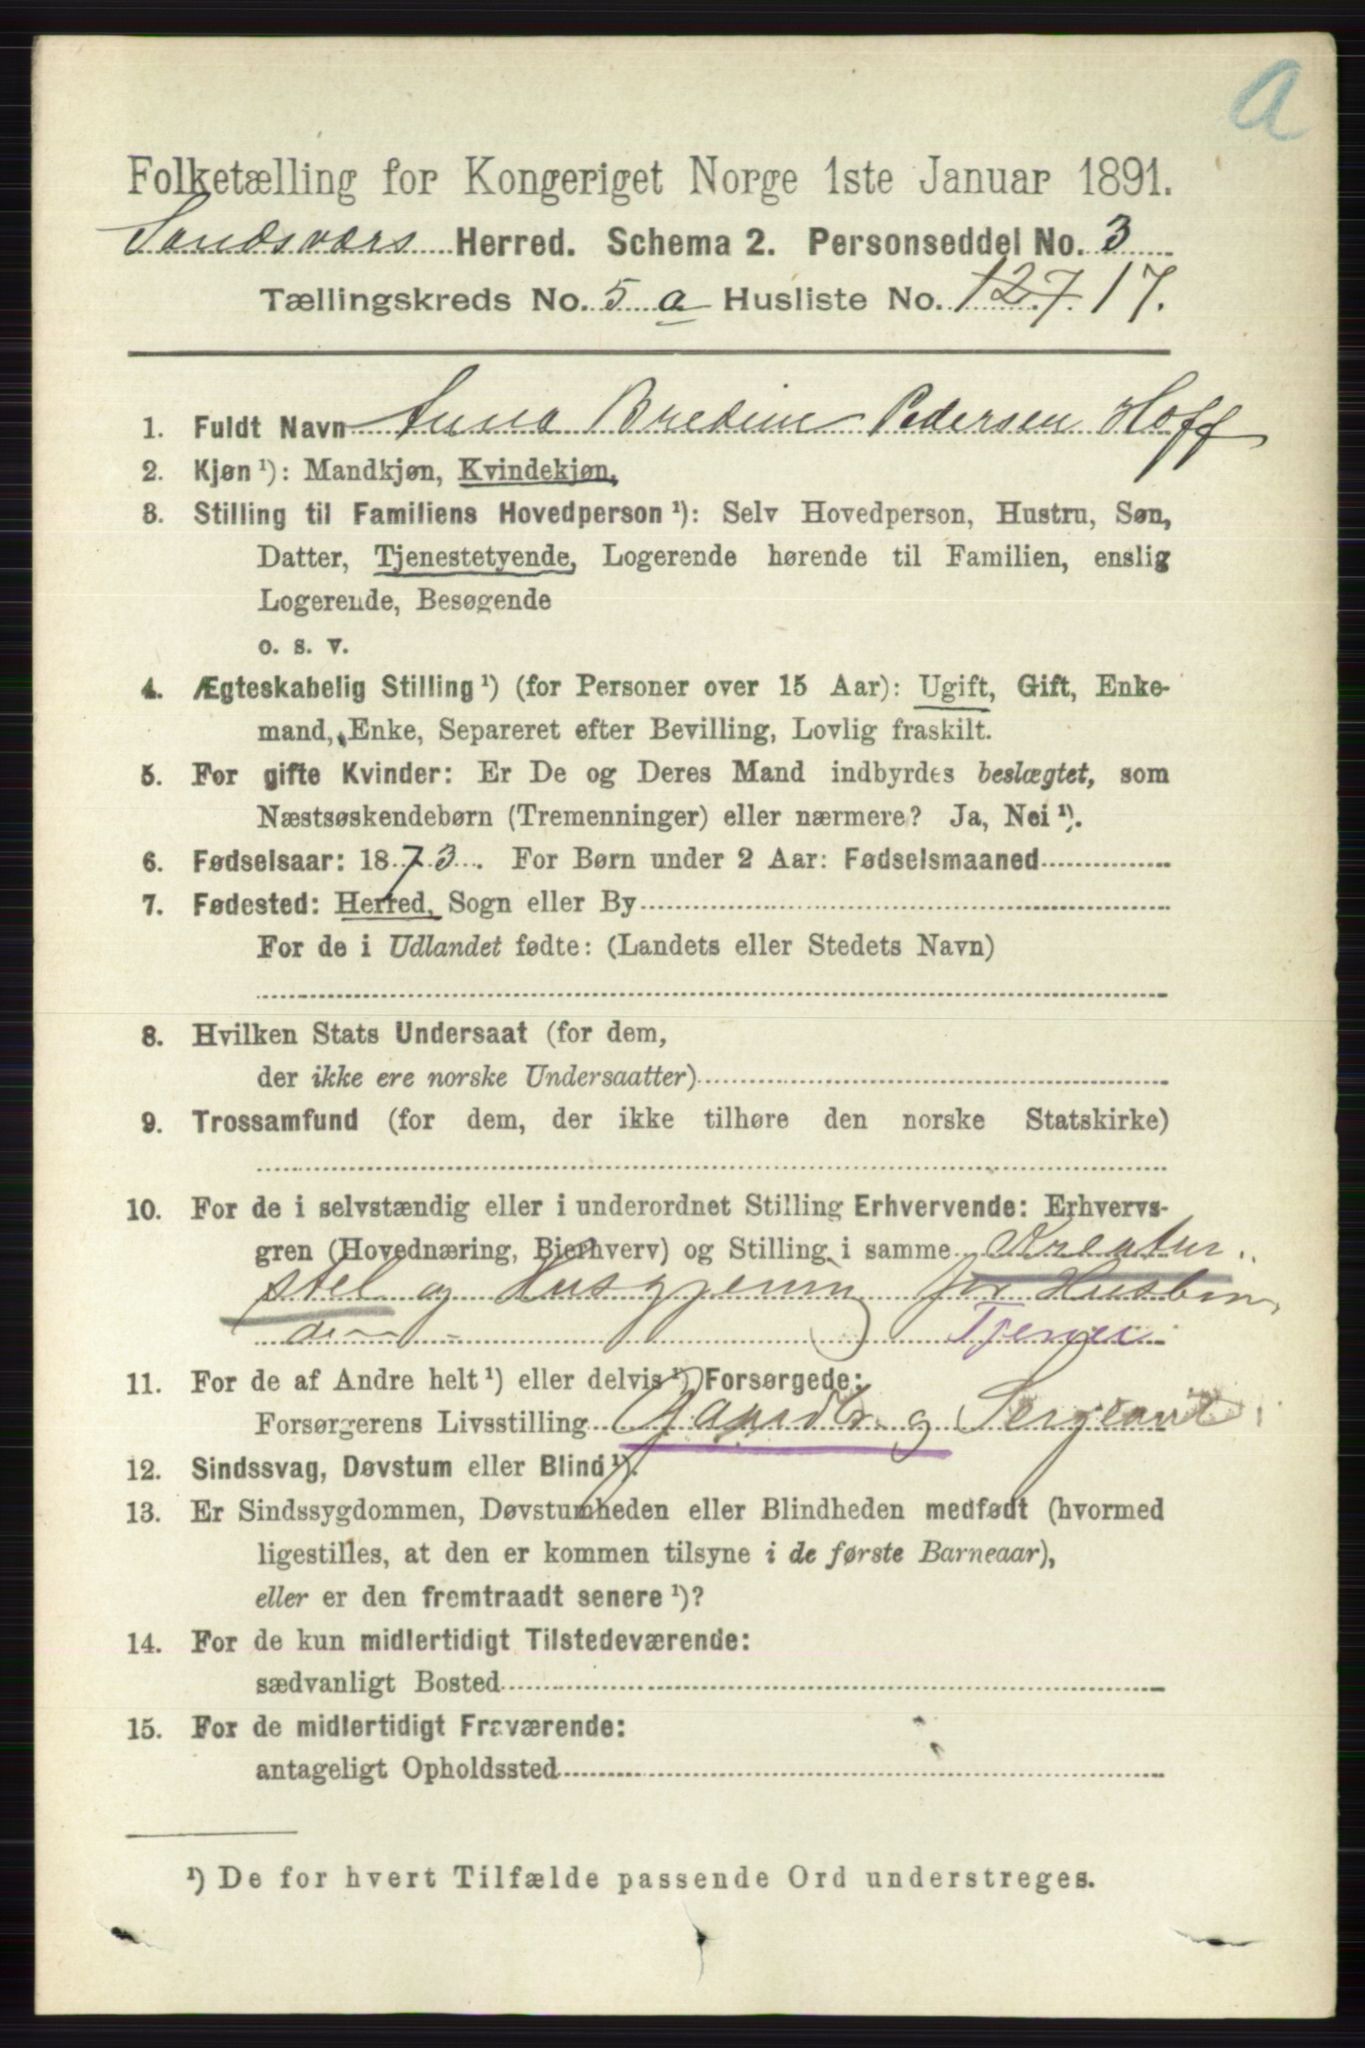 a
Folketælling for Kongeriget Norge 1ste Januar 1891.
Sandsværs Herred. Schema 2. Personseddel No. 3
Tællingskreds No. 5 a Husliste No. 127 17.
1. Fuldt Navn Anna Bredine Pedersen Hoff
2. Kjøn ¹): Mandkjøn, Kvindekjøn,
3. Stilling til Familiens Hovedperson ¹): Selv Hovedperson, Hustru, Søn,
Datter, Tjenestetyende, Logerende hørende til Familien, enslig
Logerende, Besøgende
o. s. v.
4. Ægteskabelig Stilling ¹) (for Personer over 15 Aar): Ugift, Gift, Enke-
mand, Enke, Separeret efter Bevilling, Lovlig fraskilt.
5. For gifte Kvinder: Er De og Deres Mand indbyrdes beslægtet, som
Næstsøskendebørn (Tremenninger) eller nærmere? Ja, Nei ¹).
6. Fødselsaar: 1873. For Børn under 2 Aar: Fødselsmaaned
7. Fødested: Herred, Sogn eller By
For de i Udlandet fødte: (Landets eller Stedets Navn)
8. Hvilken Stats Undersaat (for dem,
der ikke ere norske Undersaatter)
9. Trossamfund (for dem, der ikke tilhøre den norske Statskirke)
10. For de i selvstændig eller i underordnet Stilling Erhvervende: Erhvervs-
gren (Hovednæring, Bierhverv) og Stilling i samme Kreatur
stel og Husgjerning for Husbon
den Tjener
11. For de af Andre helt ¹) eller delvis ¹) Forsørgede:
Forsørgerens Livsstilling Gaardbr. og Sergeant
12. Sindssvag, Døvstum eller Blind ¹).
13. Er Sindssygdommen, Døvstumheden eller Blindheden medfødt (hvormed
ligestilles, at den er kommen tilsyne i de første Barneaar),
eller er den fremtraadt senere ¹)?
14. For de kun midlertidigt Tilstedeværende:
sædvanligt Bosted
15. For de midlertidigt Fraværende:
antageligt Opholdssted
¹) De for hvert Tilfælde passende Ord understreges.